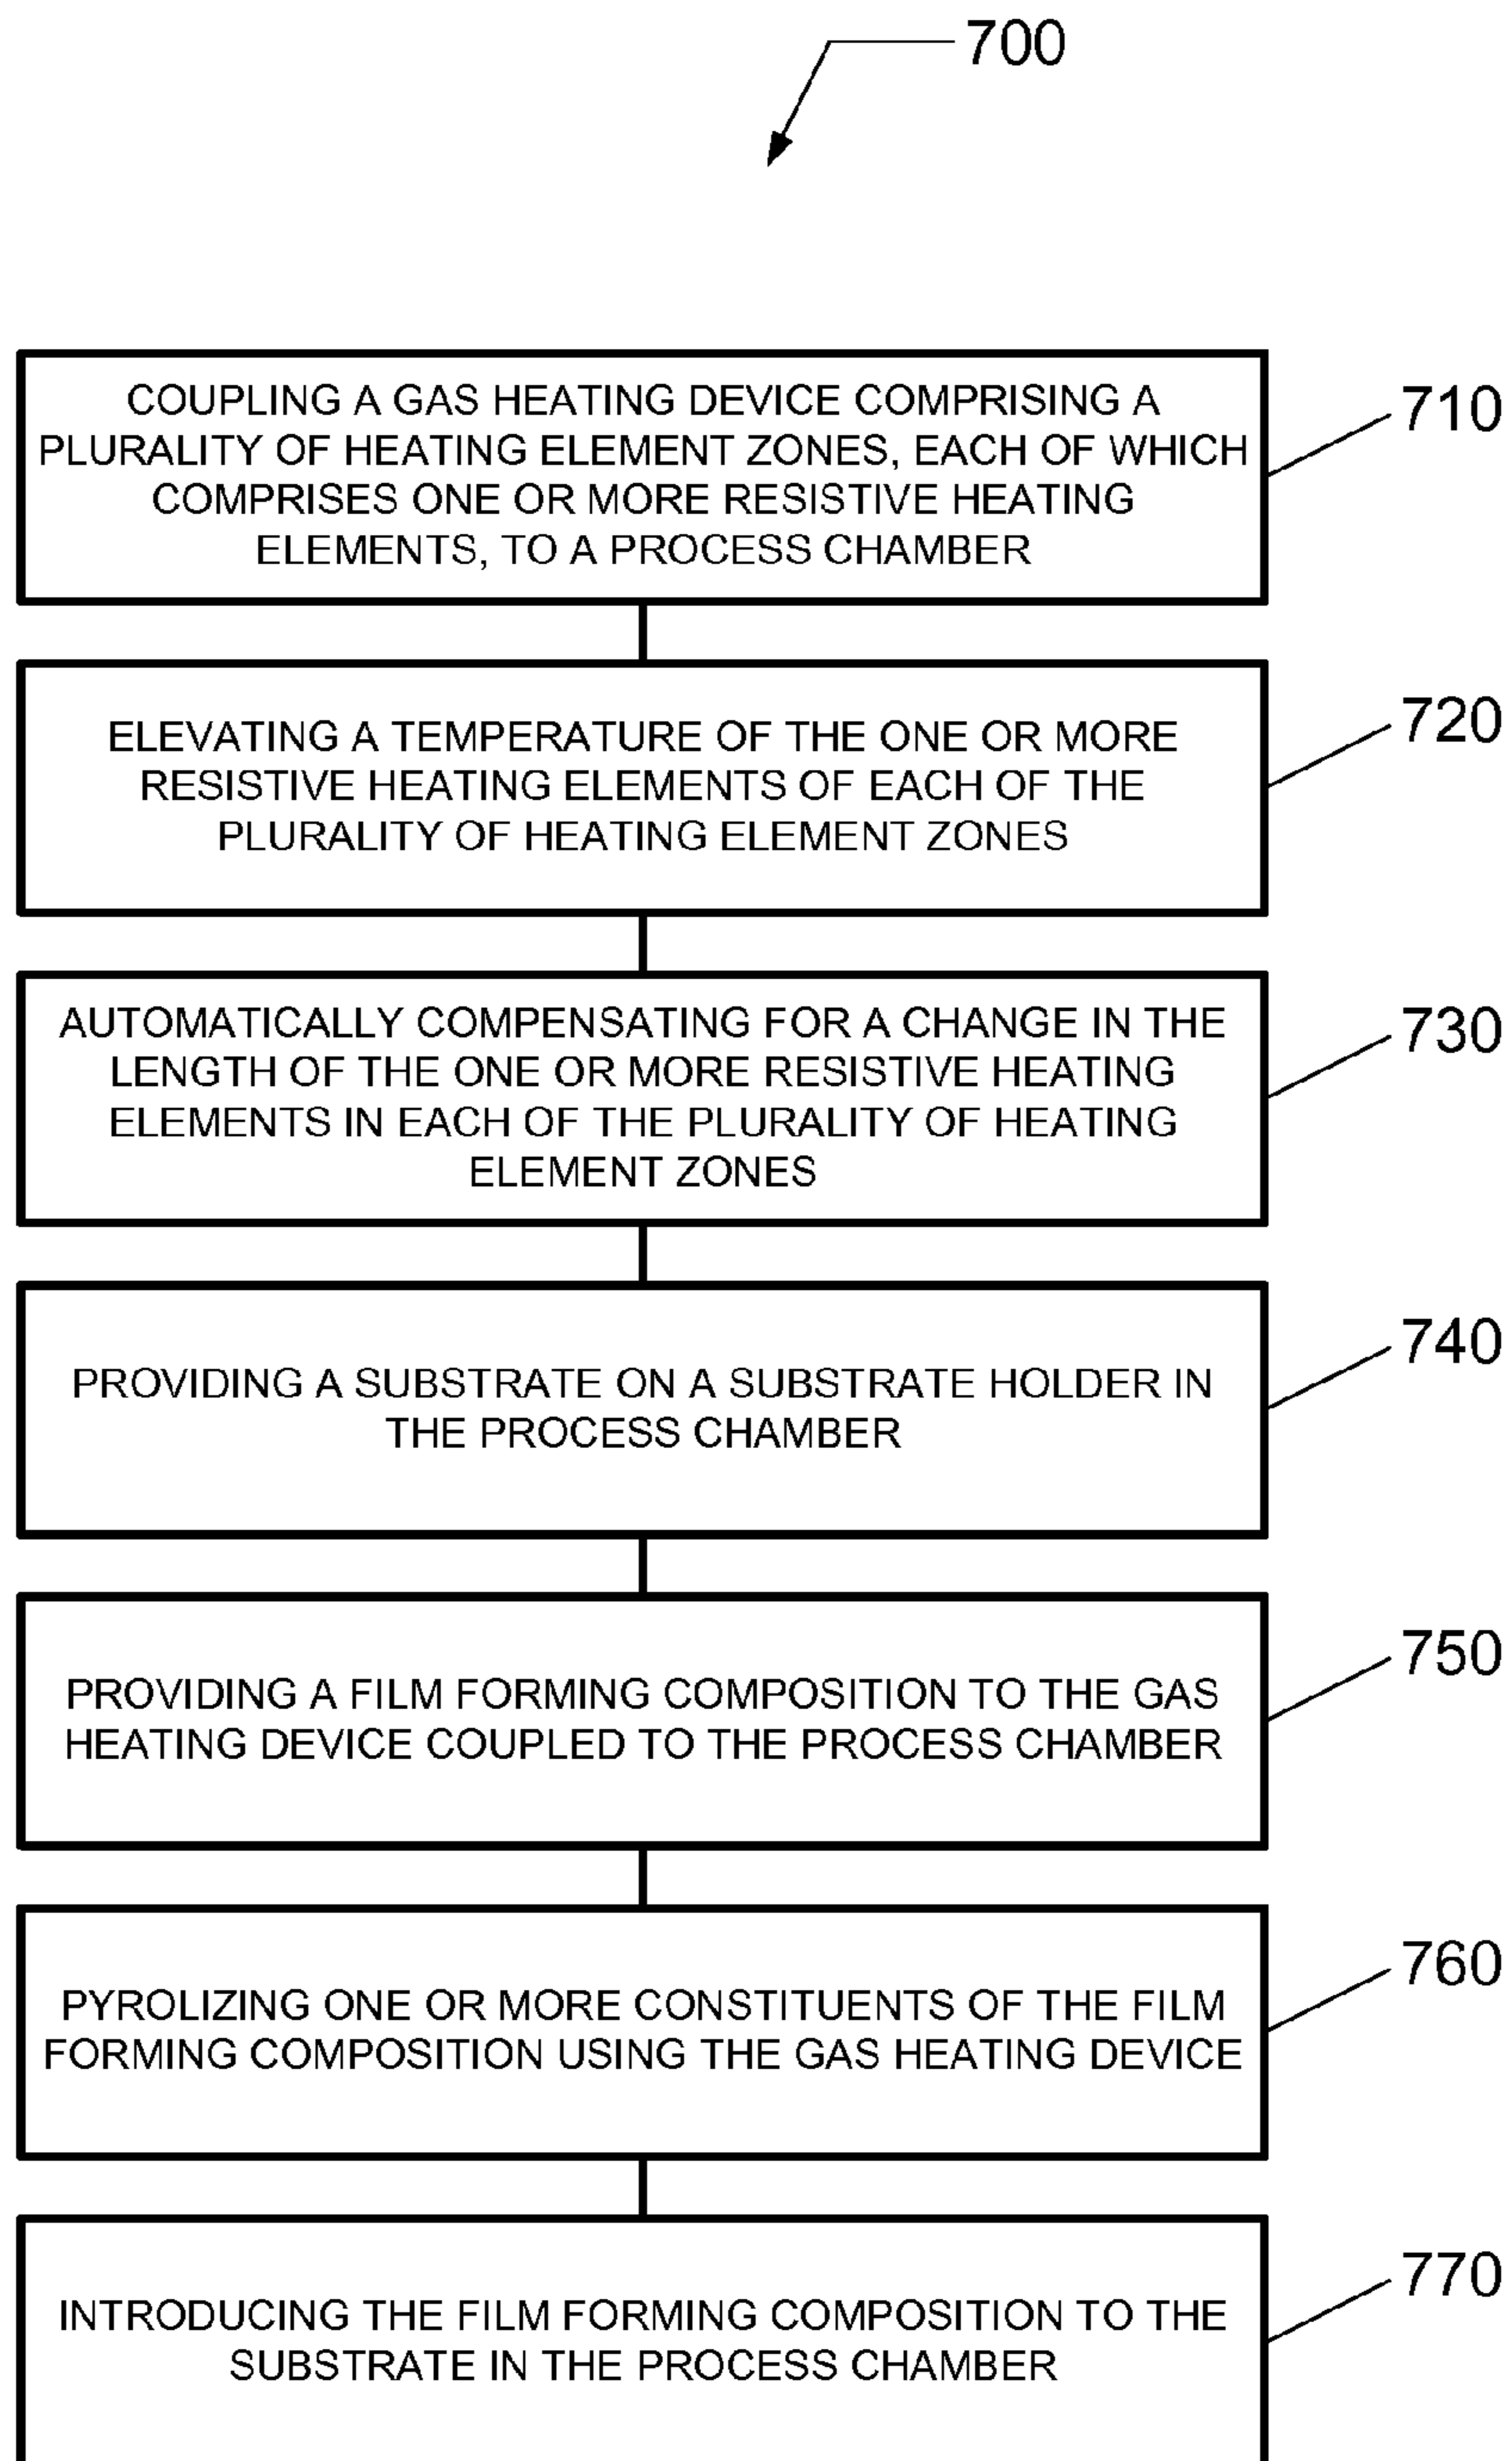 700
COUPLING A GAS HEATING DEVICE COMPRISING A
PLURALITY OF HEATING ELEMENT ZONES, EACH OF WHICH
COMPRISES ONE OR MORE RESISTIVE HEATING
ELEMENTS, TO A PROCESS CHAMBER
710
ELEVATING A TEMPERATURE OF THE ONE OR MORE
RESISTIVE HEATING ELEMENTS OF EACH OF THE
PLURALITY OF HEATING ELEMENT ZONES
720
AUTOMATICALLY COMPENSATING FOR A CHANGE IN THE
LENGTH OF THE ONE OR MORE RESISTIVE HEATING
ELEMENTS IN EACH OF THE PLURALITY OF HEATING
ELEMENT ZONES
730
PROVIDING A SUBSTRATE ON A SUBSTRATE HOLDER IN
THE PROCESS CHAMBER
740
PROVIDING A FILM FORMING COMPOSITION TO THE GAS
HEATING DEVICE COUPLED TO THE PROCESS CHAMBER
750
PYROLIZING ONE OR MORE CONSTITUENTS OF THE FILM
FORMING COMPOSITION USING THE GAS HEATING DEVICE
760
INTRODUCING THE FILM FORMING COMPOSITION TO THE
SUBSTRATE IN THE PROCESS CHAMBER
770